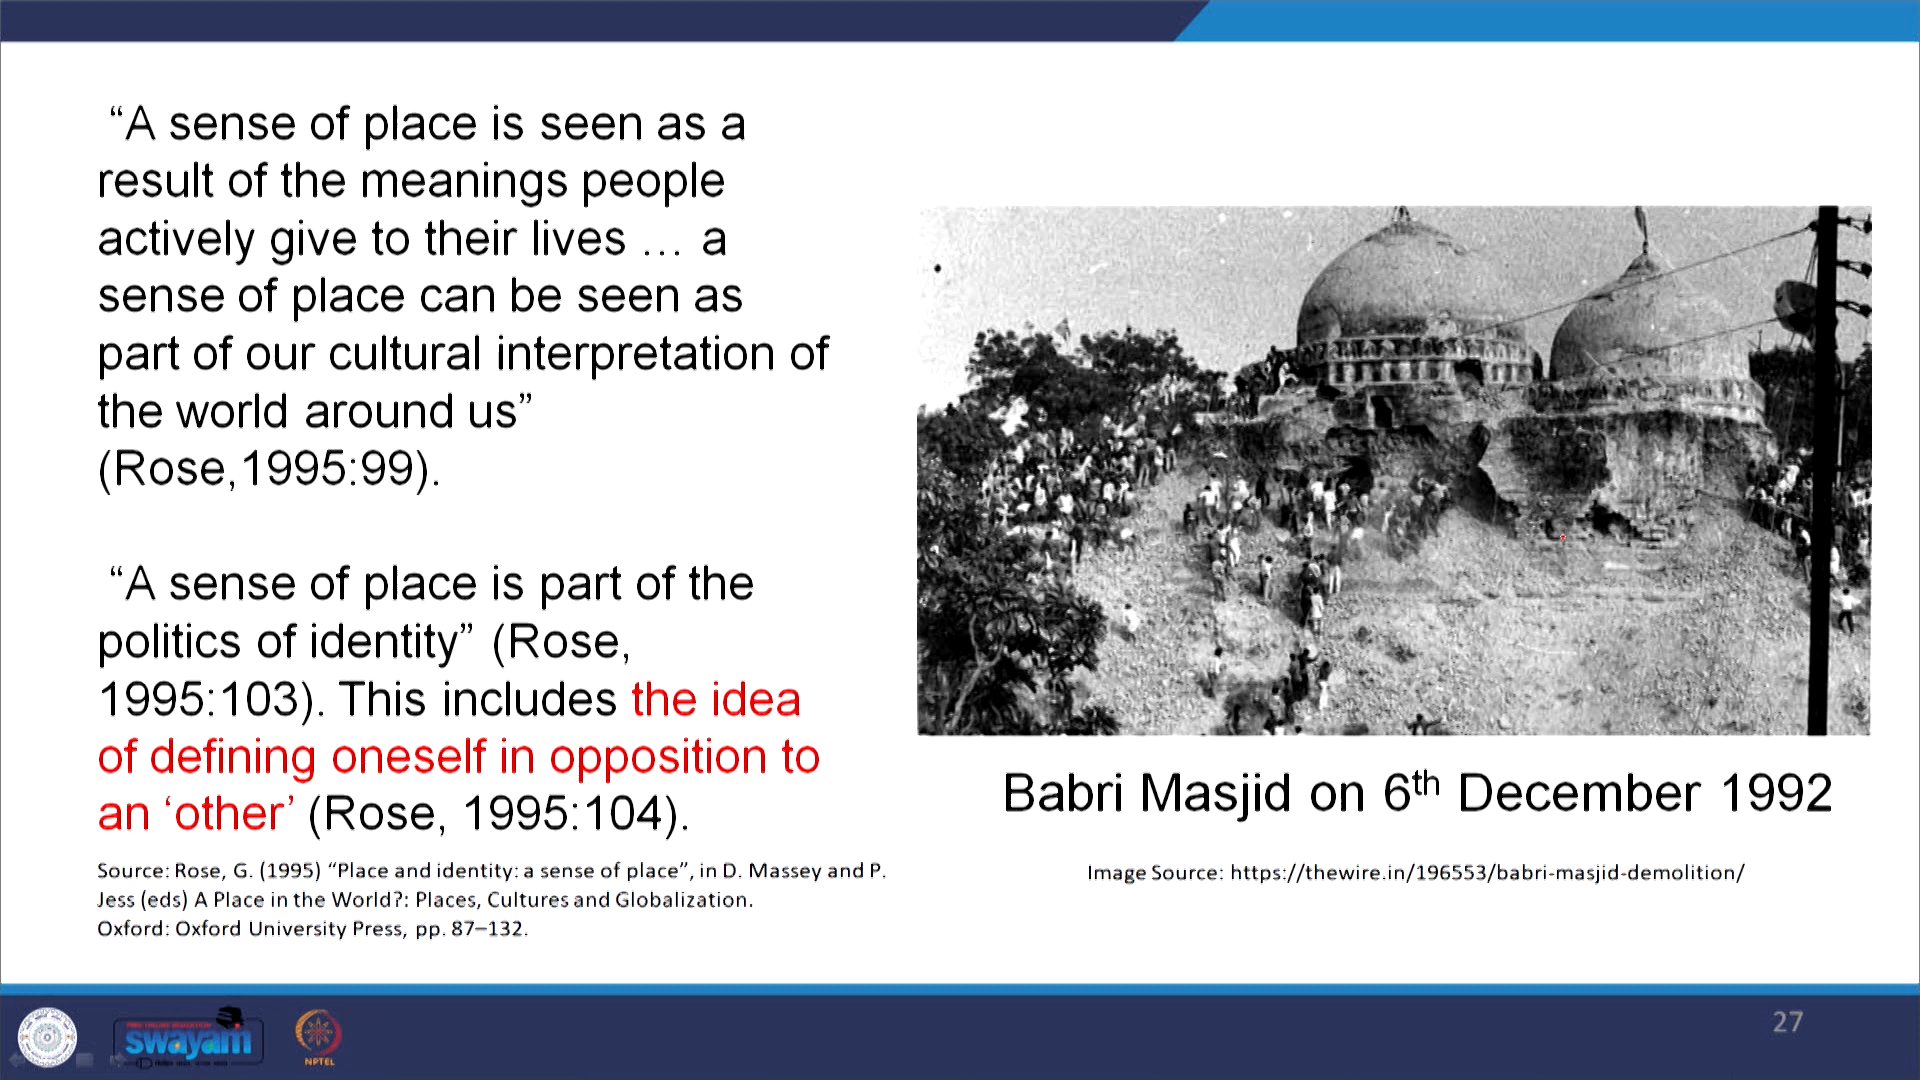 “A sense of place is seen as a
result of the meanings people
actively give to their lives … a
sense of place can be seen as
part of our cultural interpretation of
the world around us”
(Rose,1995:99).
“A sense of place is part of the
politics of identity” (Rose,
1995:103). This includes the idea
of defining oneself in opposition to
an ‘other’ (Rose, 1995:104).
Source: Rose, G. (1995) “Place and identity: a sense of place”, in D. Massey and P.
Jess (eds) A Place in the World?: Places, Cultures and Globalization.
Oxford: Oxford University Press, pp. 87–132.
Babri Masjid on 6th December 1992
Image Source: https://thewire.in/196553/babri-masjid-demolition/
swayam
NPTEL
27